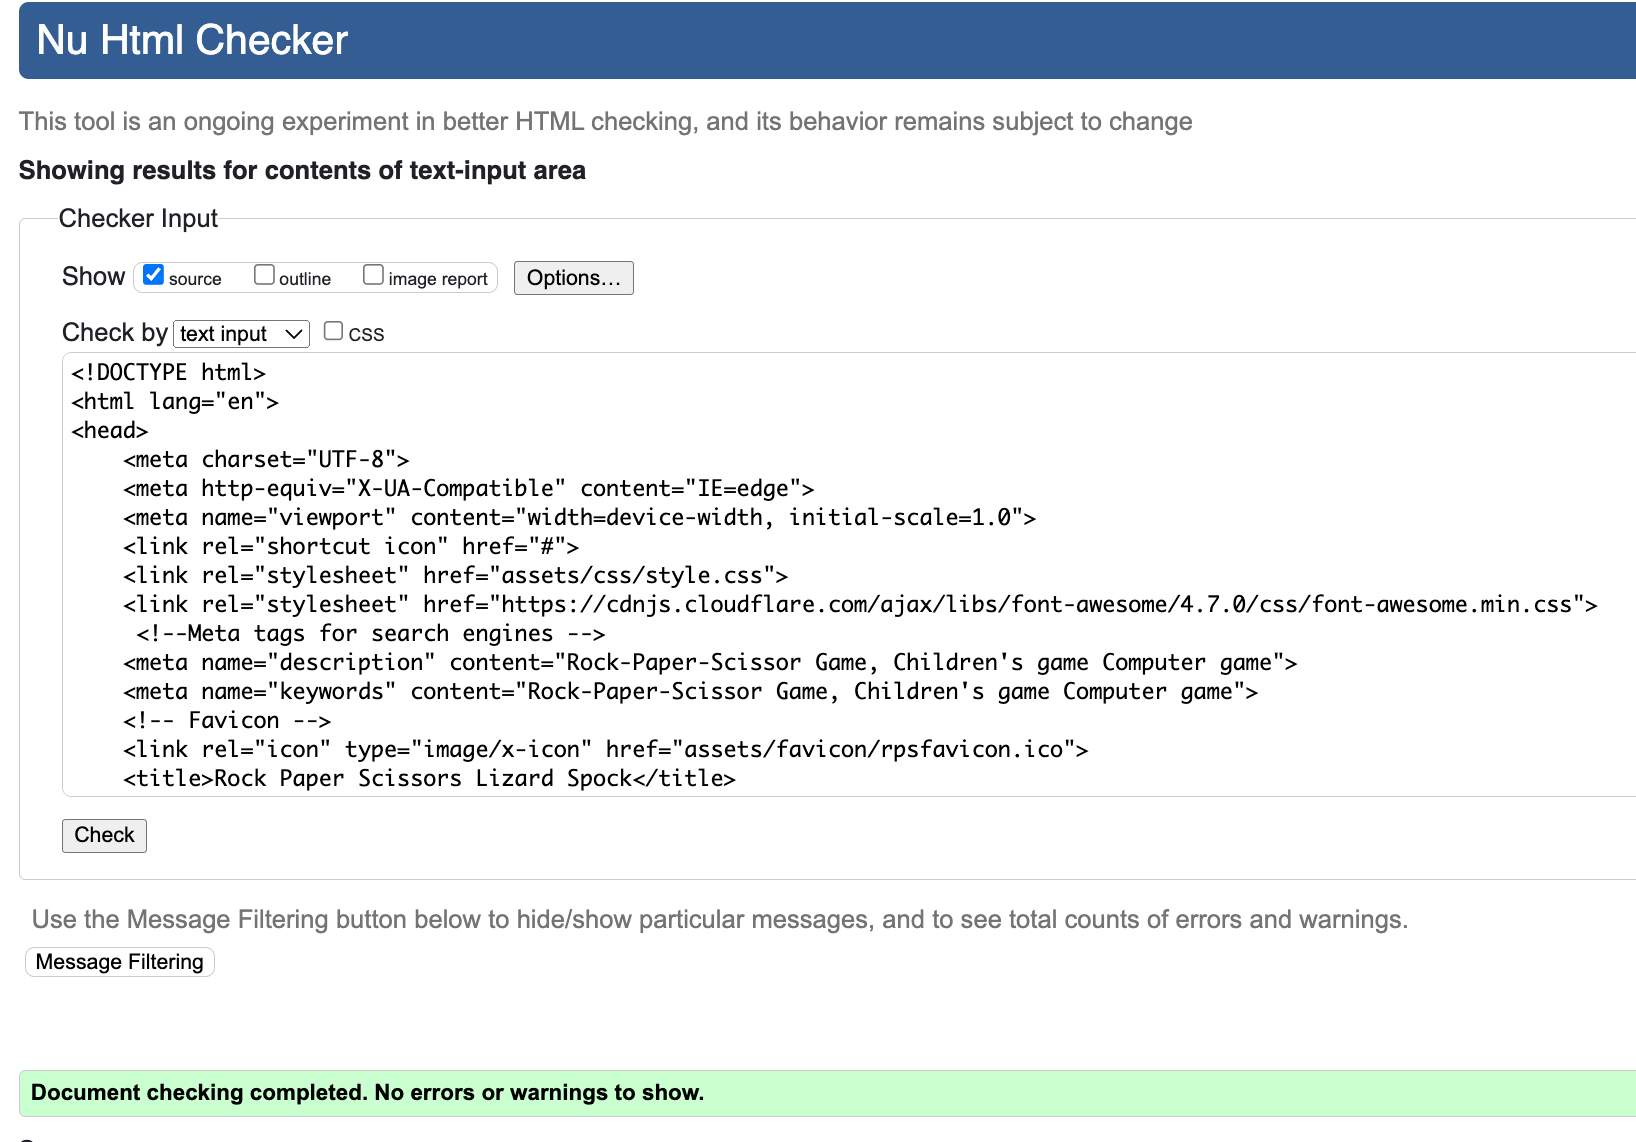 Nu Html Checker
This tool is an ongoing experiment in better HTML checking, and its behavior remains subject to change
Showing results for contents of text-input area
Checker Input
Show source outline image report Options...
Check by text input CSS
<!DOCTYPE html>
<html lang="en">
<head>
    <meta charset="UTF-8">
    <meta http-equiv="X-UA-Compatible" content="IE=edge">
    <meta name="viewport" content="width=device-width, initial-scale=1.0">
    <link rel="shortcut icon" href="#">
    <link rel="stylesheet" href="assets/css/style.css">
    <link rel="stylesheet" href="https://cdnjs.cloudflare.com/ajax/libs/font-awesome/4.7.0/css/font-awesome.min.css">
     <!--Meta tags for search engines -->
    <meta name="description" content="Rock-Paper-Scissor Game, Children's game Computer game">
    <meta name="keywords" content="Rock-Paper-Scissor Game, Children's game Computer game">
    <!-- Favicon -->
    <link rel="icon" type="image/x-icon" href="assets/favicon/rpsfavicon.ico">
    <title>Rock Paper Scissors Lizard Spock</title>
Check
Use the Message Filtering button below to hide/show particular messages, and to see total counts of errors and warnings.
Message Filtering
Document checking completed. No errors or warnings to show.